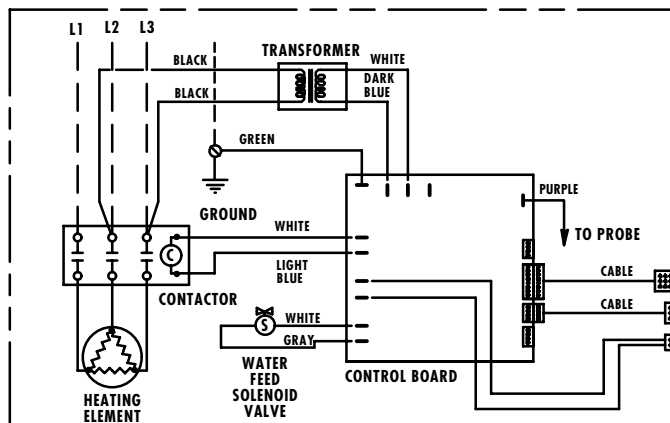 L1 L2 L3
TRANSFORMER
BLACK
WHITE
DARK
BLUE
BLACK
GREEN
PURPLE
GROUND
WHITE
TO PROBE
C
LIGHT
BLUE
CABLE
CONTACTOR
CABLE
WHITE
S
GRAY
WATER
FEED
SOLENOID
VALVE
CONTROL BOARD
HEATING
ELEMENT